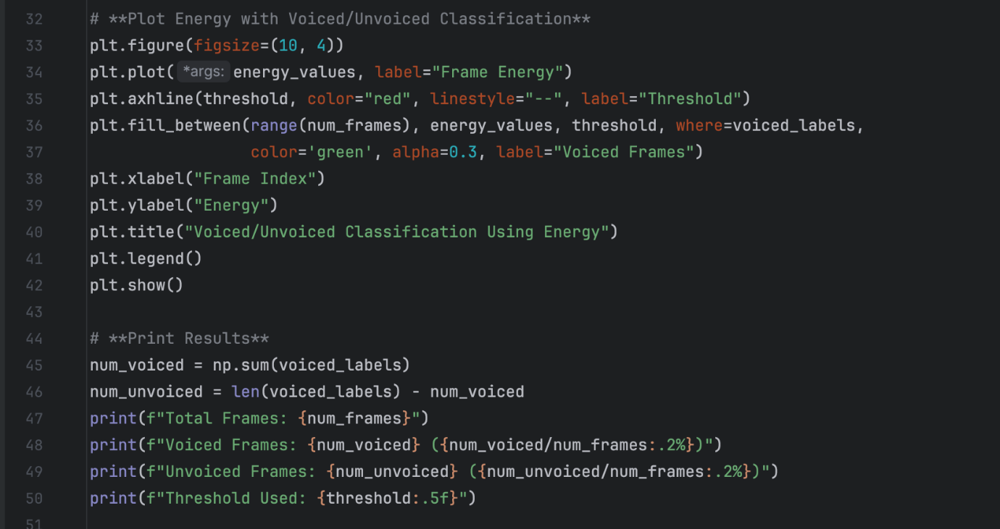 32 # **Plot Energy with Voiced/Unvoiced Classification**
33 plt.figure(figsize=(10, 4))
34 plt.plot( *args: energy_values, label="Frame Energy")
35 plt.axhline(threshold, color="red", linestyle="--", label="Threshold")
36 plt.fill_between(range(num_frames), energy_values, threshold, where=voiced_labels,
37                  color='green', alpha=0.3, label="Voiced Frames")
38 plt.xlabel("Frame Index")
39 plt.ylabel("Energy")
40 plt.title("Voiced/Unvoiced Classification Using Energy")
41 plt.legend()
42 plt.show()
43
44 # **Print Results**
45 num_voiced = np.sum(voiced_labels)
46 num_unvoiced = len(voiced_labels) - num_voiced
47 print(f"Total Frames: {num_frames}")
48 print(f"Voiced Frames: {num_voiced} ({num_voiced/num_frames:.2%})")
49 print(f"Unvoiced Frames: {num_unvoiced} ({num_unvoiced/num_frames:.2%})")
50 print(f"Threshold Used: {threshold:.5f}")
51